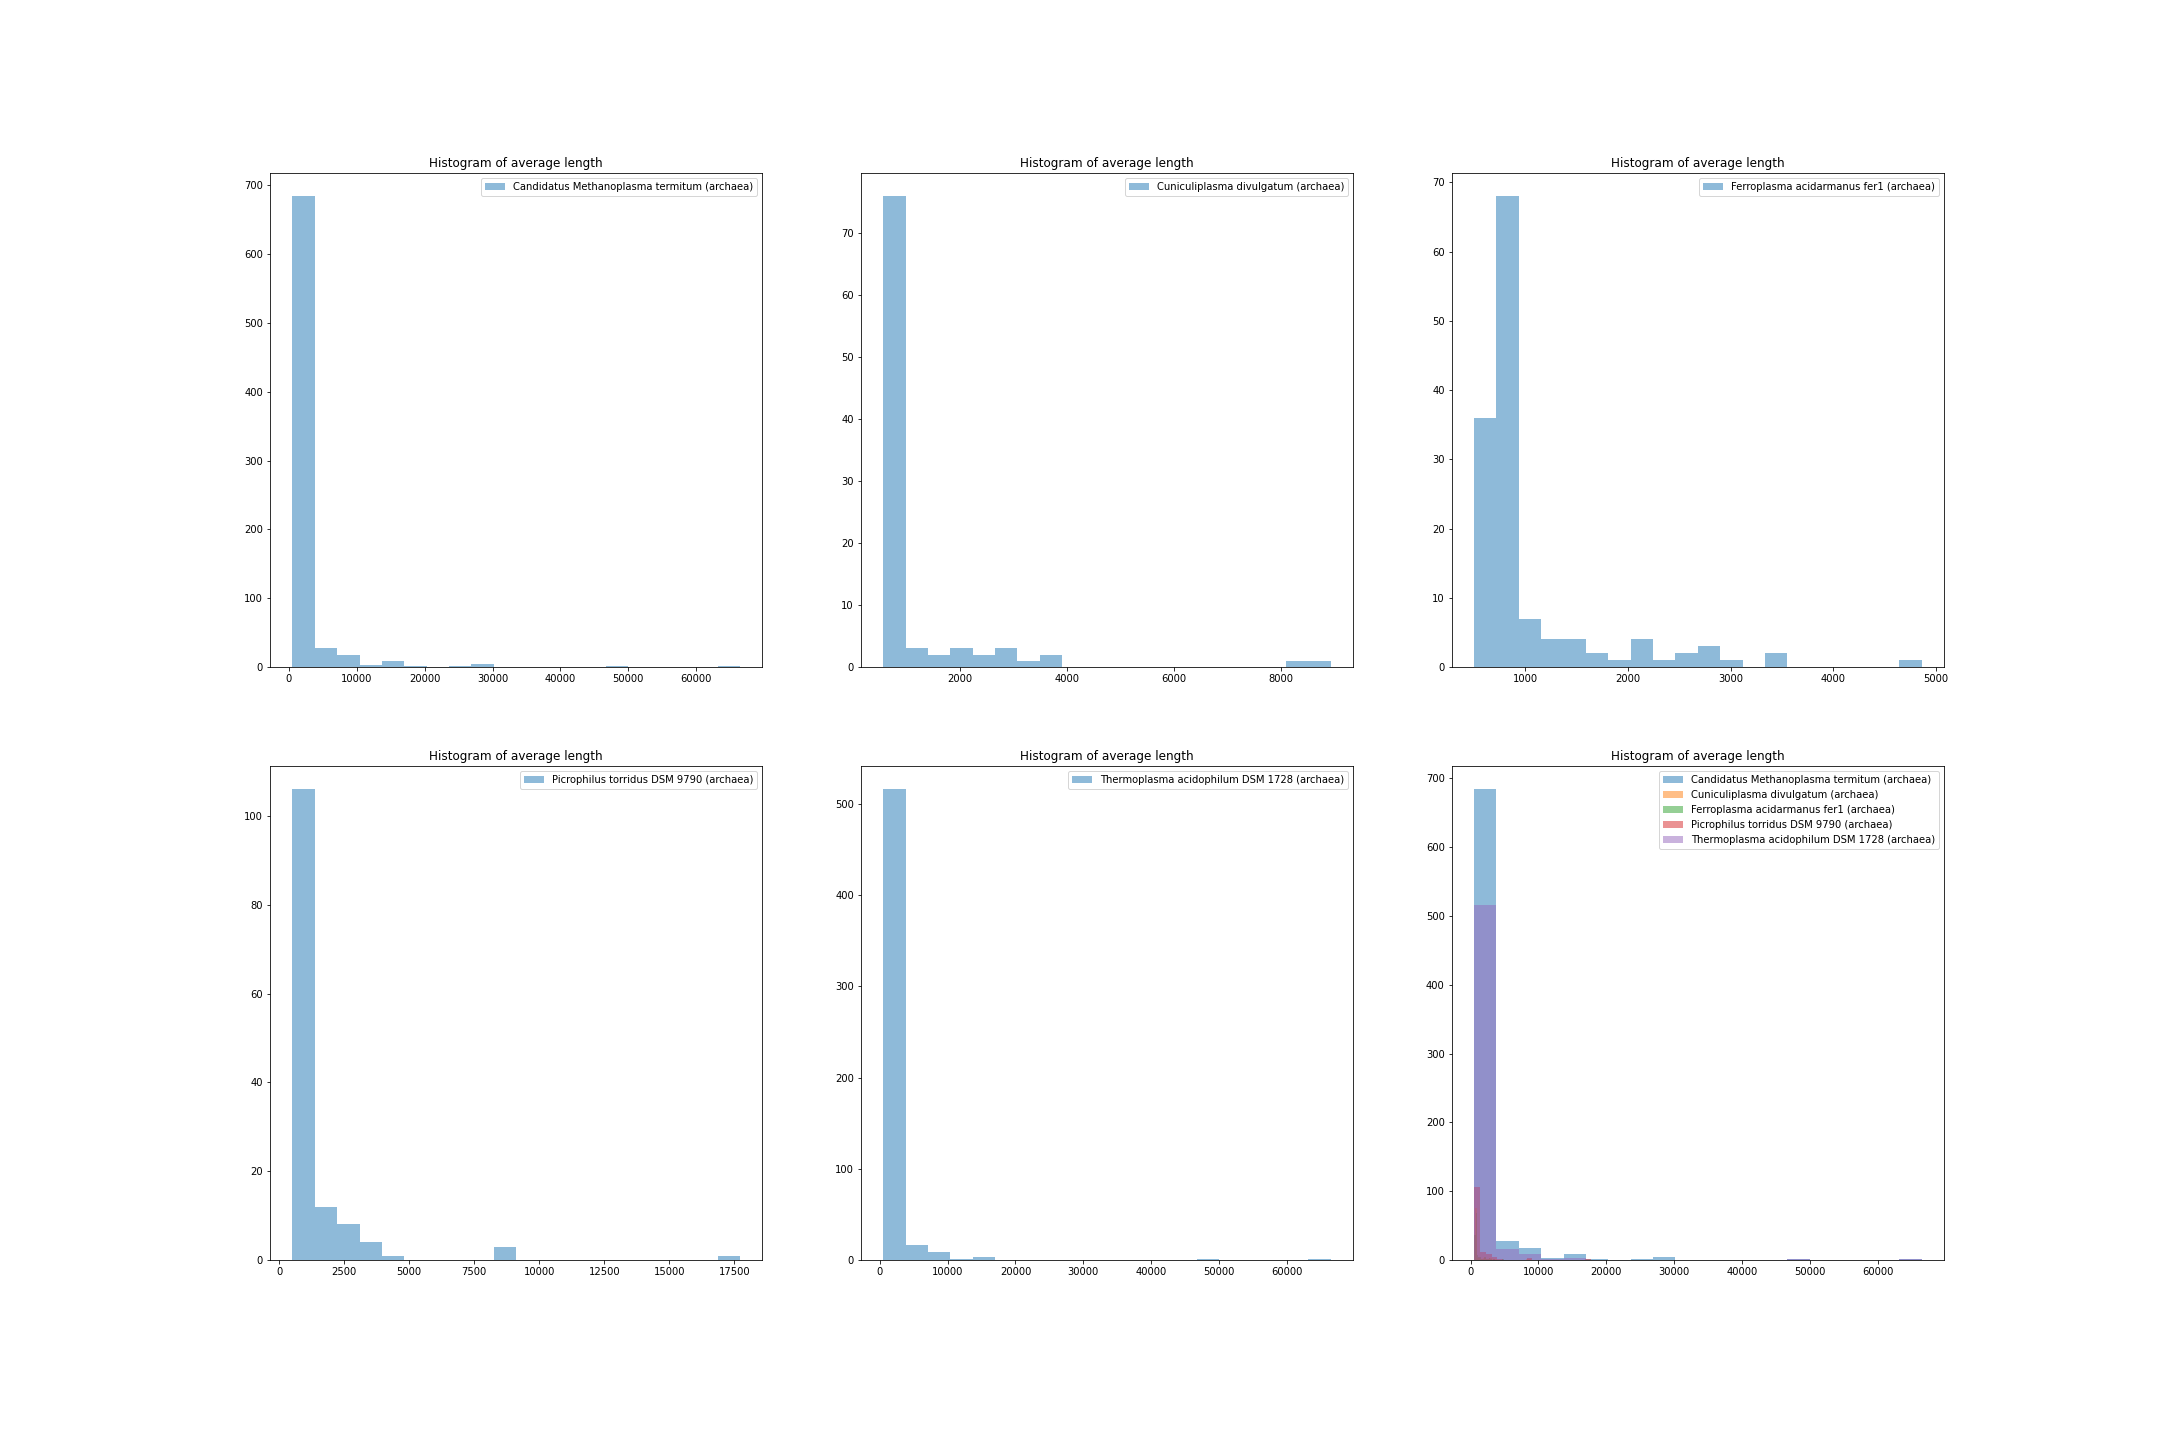 Histogram of average length
Candidatus Methanoplasma termitum (archaea)
700
600
500
400
300
200
100
0
0 10000 20000 30000 40000 50000 60000
Histogram of average length
Cuniculiplasma divulgatum (archaea)
70
60
50
40
30
20
10
0
2000 4000 6000 8000
Histogram of average length
Ferroplasma acidarmanus fer1 (archaea)
70
60
50
40
30
20
10
0
1000 2000 3000 4000 5000
Histogram of average length
Picrophilus torridus DSM 9790 (archaea)
100
80
60
40
20
0
0 2500 5000 7500 10000 12500 15000 17500
Histogram of average length
Thermoplasma acidophilum DSM 1728 (archaea)
500
400
300
200
100
0
0 10000 20000 30000 40000 50000 60000
Histogram of average length
Candidatus Methanoplasma termitum (archaea)
Cuniculiplasma divulgatum (archaea)
Ferroplasma acidarmanus fer1 (archaea)
Picrophilus torridus DSM 9790 (archaea)
Thermoplasma acidophilum DSM 1728 (archaea)
700
600
500
400
300
200
100
0
0 10000 20000 30000 40000 50000 60000